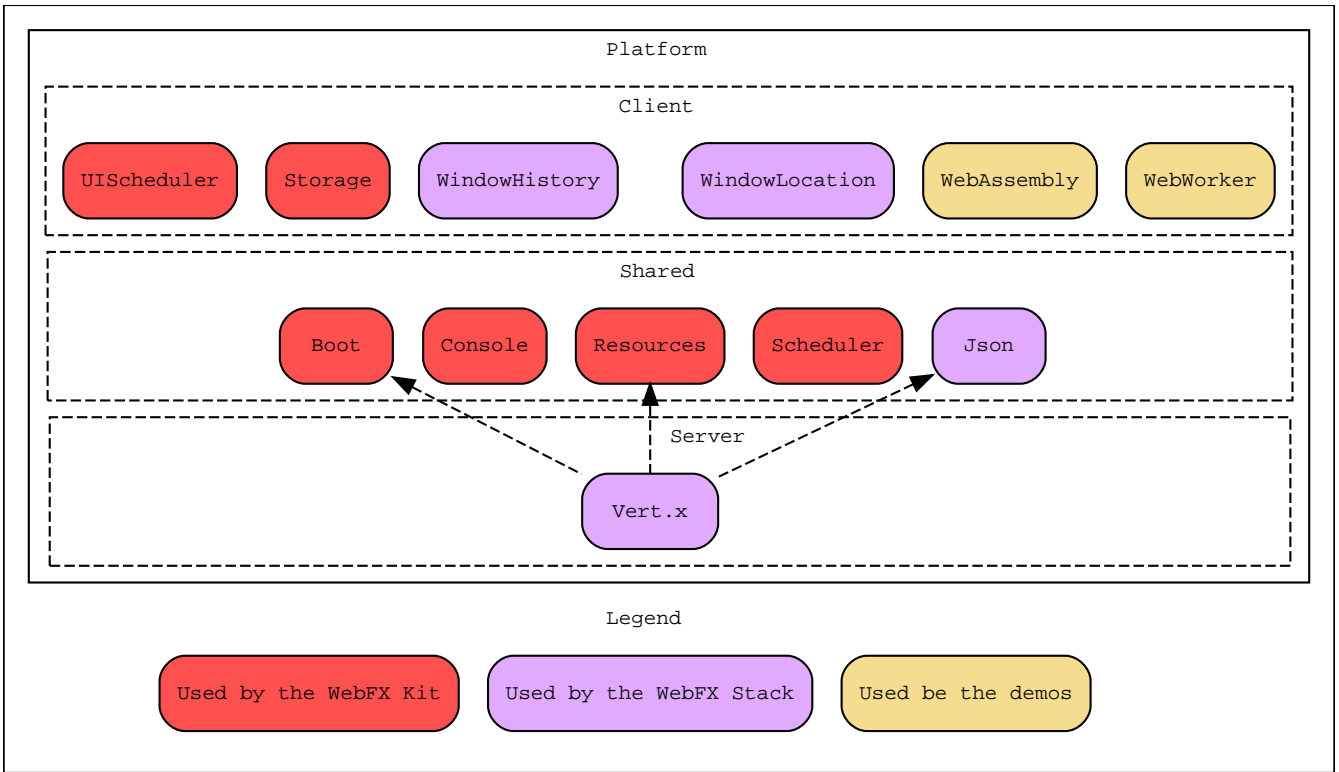 Platform
Client
UIScheduler
Storage
WindowHistory
WindowLocation
WebAssembly
WebWorker
Shared
Boot
Console
Resources
Scheduler
Json
Server
Vert.x
Legend
Used by the WebFX Kit
Used by the WebFX Stack
Used be the demos